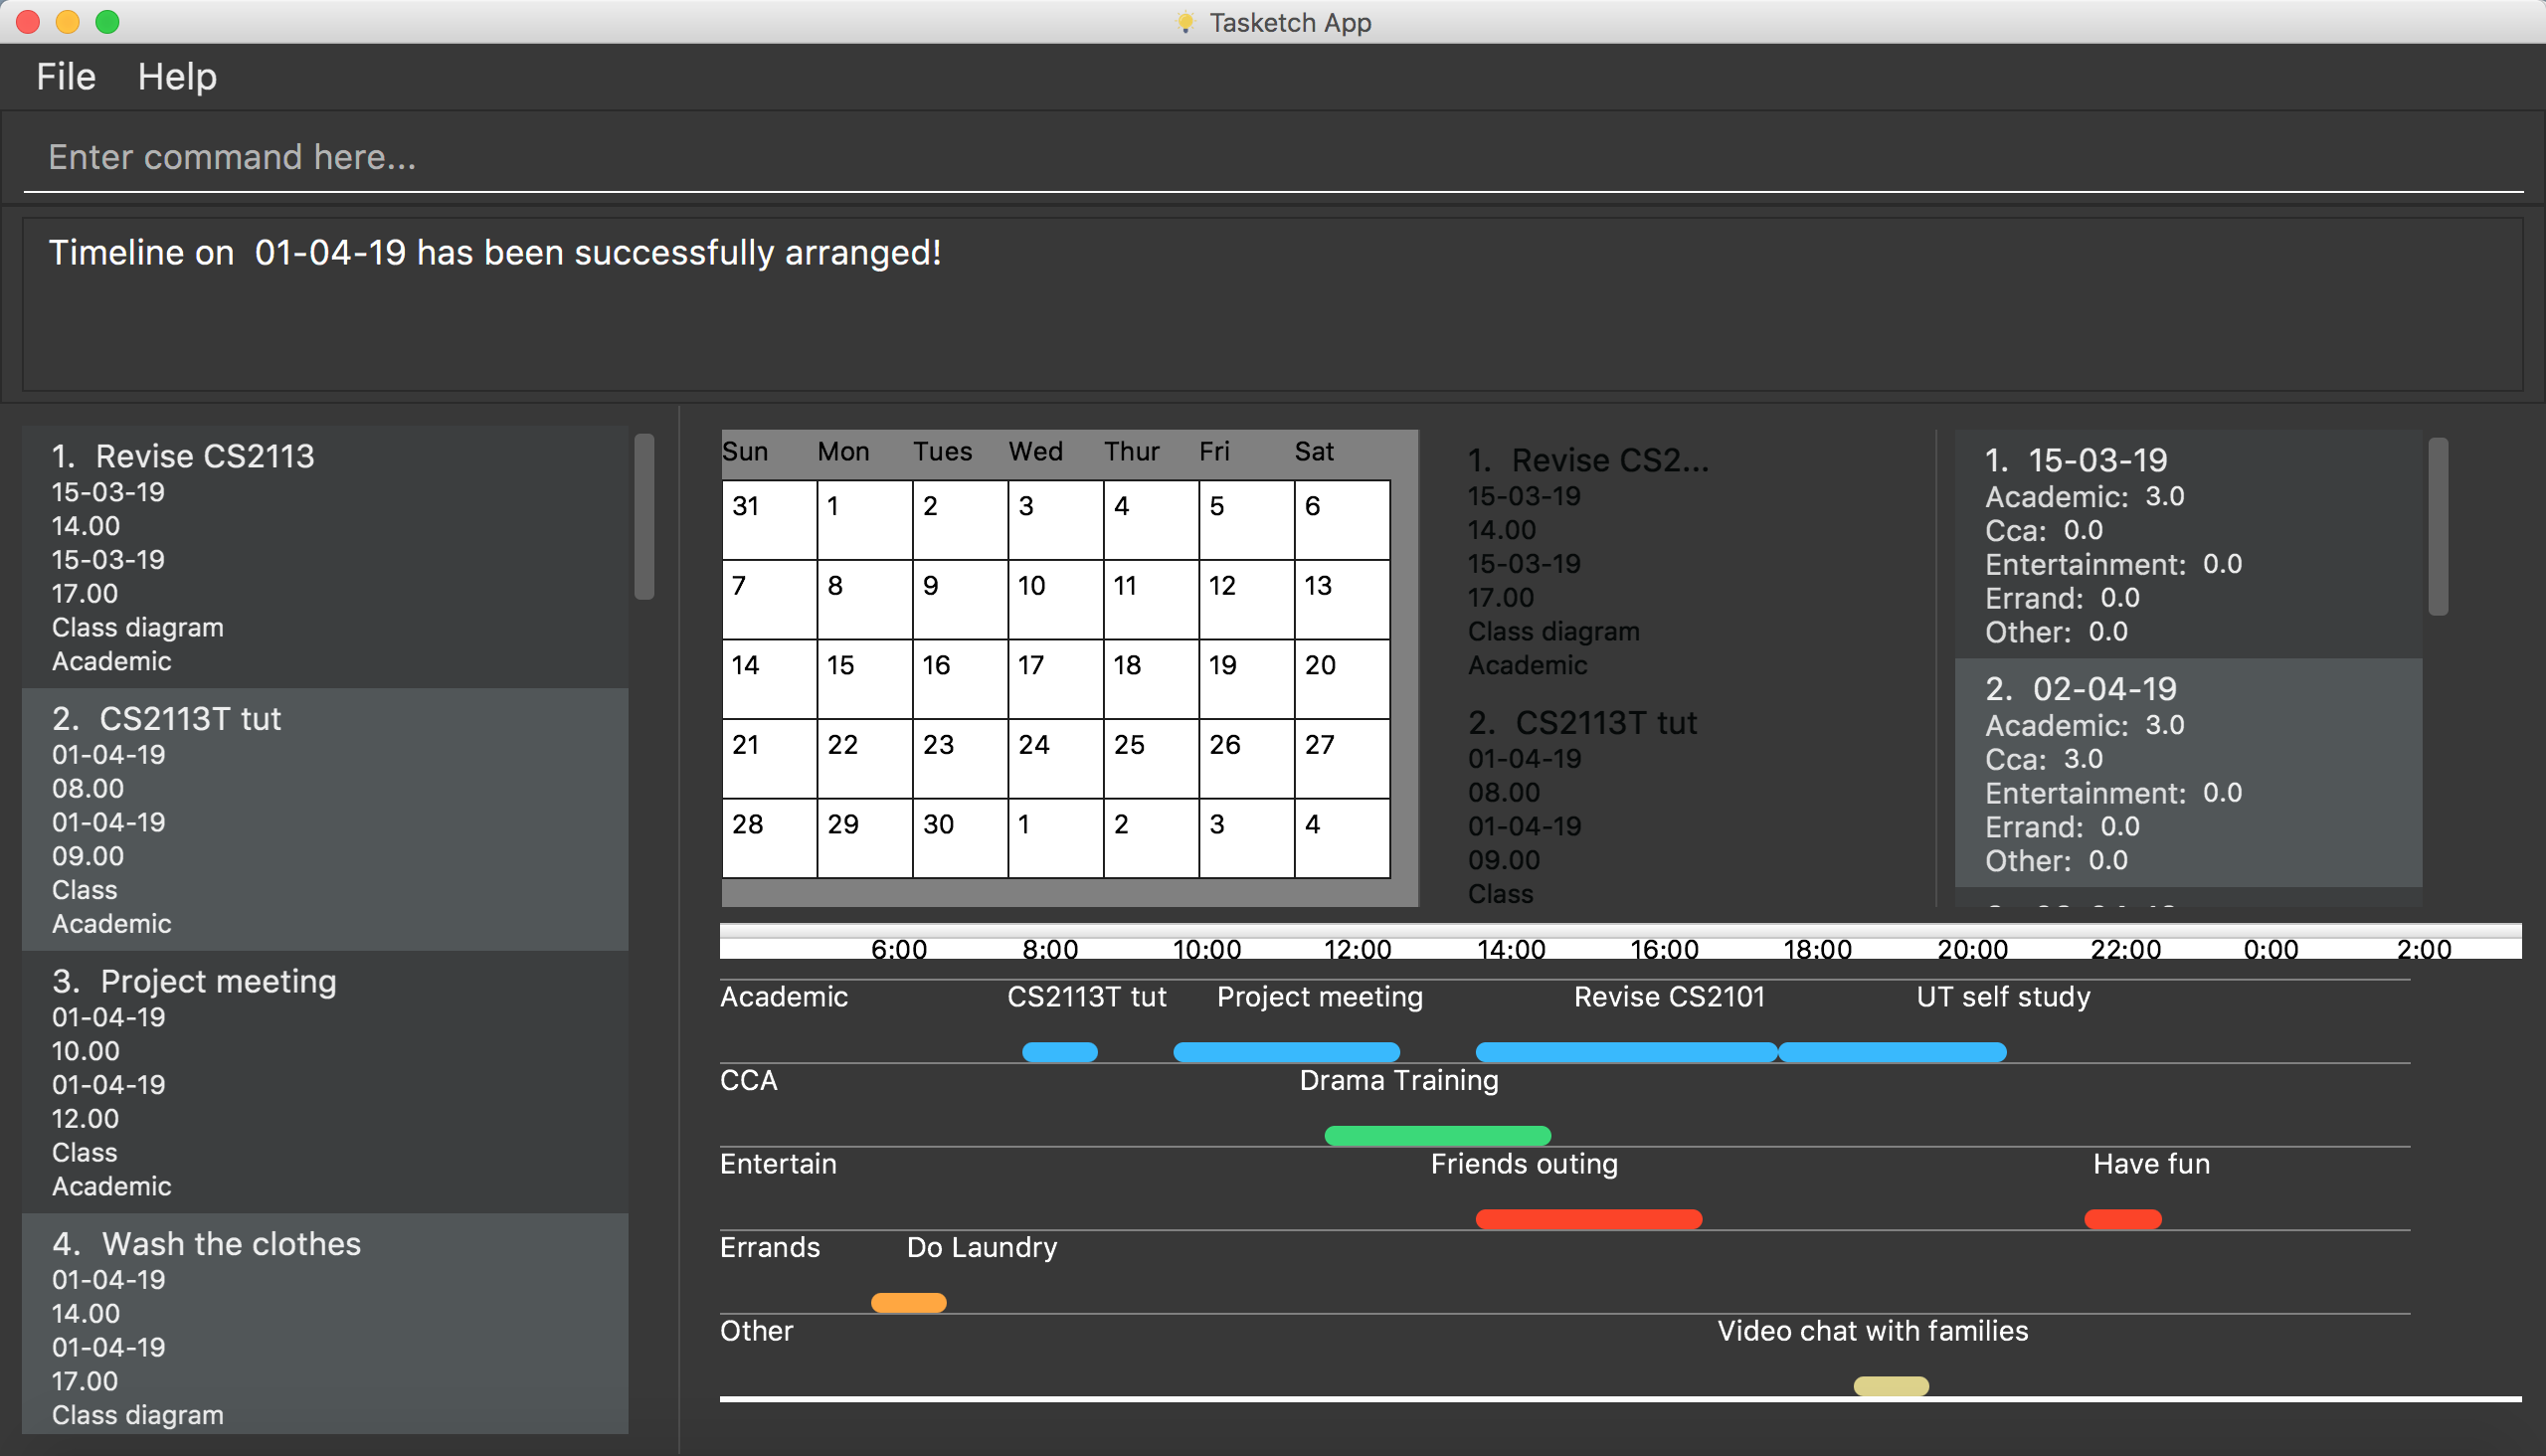 Tasketch App
File Help
Enter command here...
Timeline on  01-04-19 has been successfully arranged!
1. Revise CS2113
15-03-19
14.00
15-03-19
17.00
Class diagram
Academic
2. CS2113T tut
01-04-19
08.00
01-04-19
09.00
Class
Academic
3. Project meeting
01-04-19
10.00
01-04-19
12.00
Class
Academic
4. Wash the clothes
01-04-19
14.00
01-04-19
17.00
Class diagram
Sun Mon Tues Wed Thur Fri Sat
31 1 2 3 4 5 6
7 8 9 10 11 12 13
14 15 16 17 18 19 20
21 22 23 24 25 26 27
28 29 30 1 2 3 4
1. Revise CS2...
15-03-19
14.00
15-03-19
17.00
Class diagram
Academic
2. CS2113T tut
01-04-19
08.00
01-04-19
09.00
Class
1. 15-03-19
Academic: 3.0
Cca: 0.0
Entertainment: 0.0
Errand: 0.0
Other: 0.0
2. 02-04-19
Academic: 3.0
Cca: 3.0
Entertainment: 0.0
Errand: 0.0
Other: 0.0
6:00 8:00 10:00 12:00 14:00 16:00 18:00 20:00 22:00 0:00 2:00
Academic CS2113T tut Project meeting Revise CS2101 UT self study
CCA Drama Training
Entertain Friends outing Have fun
Errands Do Laundry
Other Video chat with families